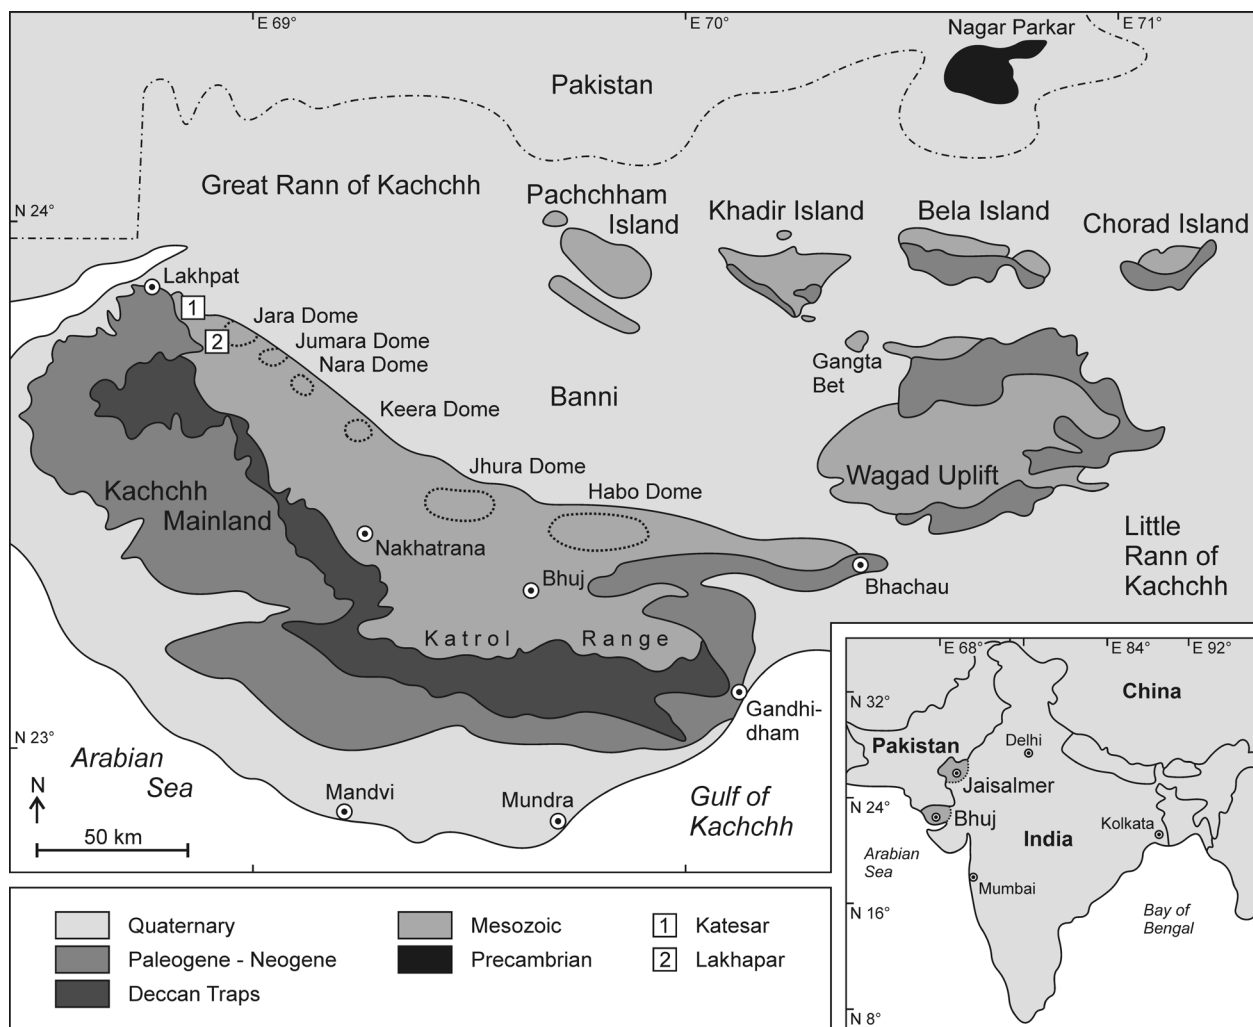 E 69°
E 70°
E 71°
Nagar Parkar
Pakistan
Great Rann of Kachchh
N 24°
Pachchham
Island
Khadir Island
Bela Island
Chorad Island
Lakhpat
1
2
Jara Dome
Jumara Dome
Nara Dome
Keera Dome
Gangta
Bet
Banni
Jhura Dome
Habo Dome
Wagad Uplift
Kachchh
Mainland
Nakhatrana
Bhuj
Bhachau
Little
Rann of
Kachchh
Katrol Range
Gandhi-
dham
N 23°
Arabian
Sea
N
50 km
Mandvi
Mundra
Gulf of
Kachchh
E 68°
E 84°
E 92°
N 32°
China
Pakistan
Delhi
Jaisalmer
N 24°
Bhuj
India
Kolkata
Arabian
Sea
Mumbai
N 16°
Bay of
Bengal
N 8°
Quaternary
Paleogene - Neogene
Deccan Traps
Mesozoic
Precambrian
1 Katesar
2 Lakhapar